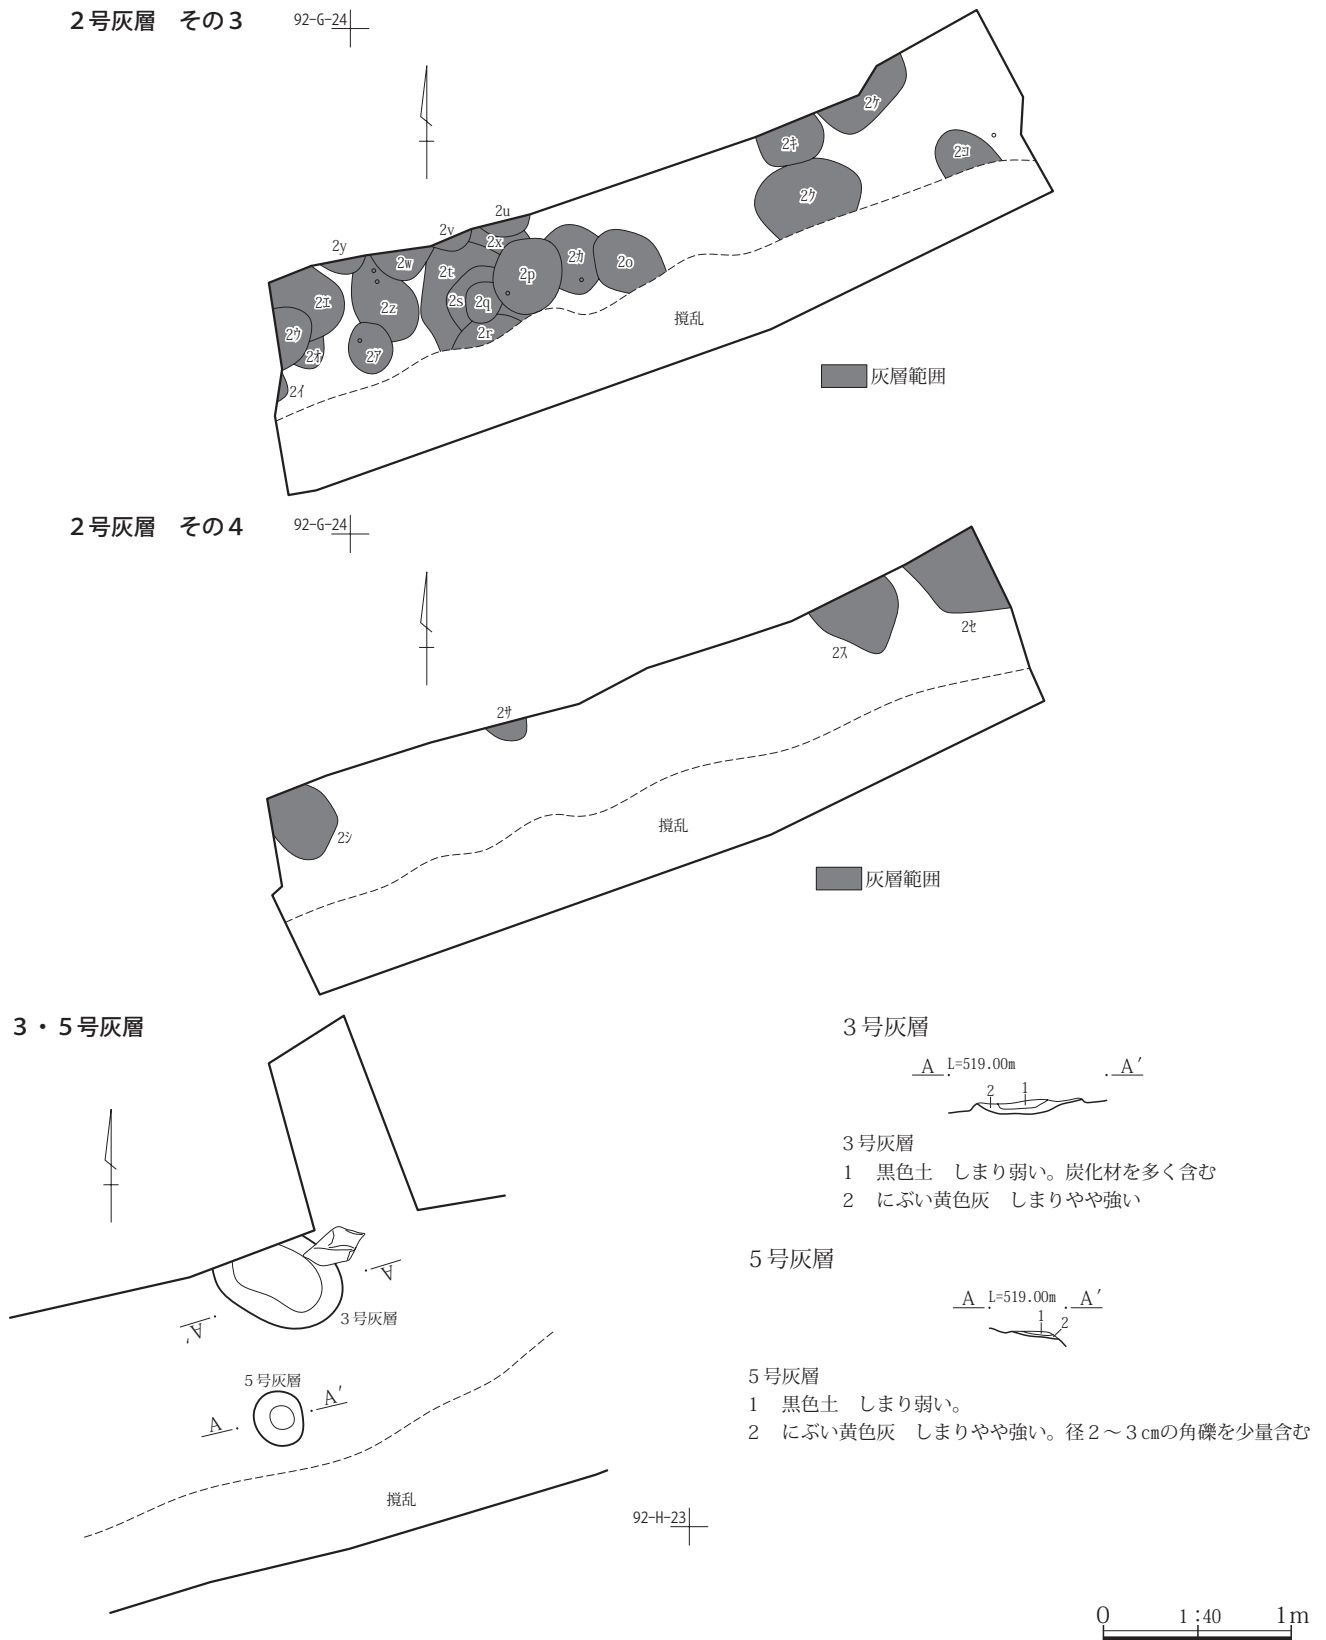 ２号灰層　その３
92-G-24
2ｹ
2ｷ
2ｺ
2ｸ
2u
2v
2x
2y
2w
2t
2p
2ｶ
2o
2ｴ
2z
2s
2q
2r
2ｳ
2ｵ
2ｱ
2ｲ
撹乱
灰層範囲
２号灰層　その４
92-G-24
2ｾ
2ｽ
2ｻ
2ｼ
撹乱
灰層範囲
３・５号灰層
A
A′
３号灰層
５号灰層
A
A′
撹乱
92-H-23
３号灰層
A
L=519.00m
A′
2
1
３号灰層
１　黒色土　しまり弱い。炭化材を多く含む
２　にぶい黄色灰　しまりやや強い
５号灰層
A
L=519.00m
A′
1
2
５号灰層
１　黒色土　しまり弱い。
２　にぶい黄色灰　しまりやや強い。径２～３㎝の角礫を少量含む
0
1:40
1m